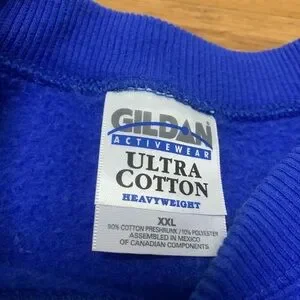 GILDAN
ACTIVEWEAR
ULTRA
COTTON
HEAVYWEIGHT
XXL
90% COTTON PRESHRUNK / 10% POLYESTER
ASSEMBLED IN MEXICO
OF CANADIAN COMPONENTS